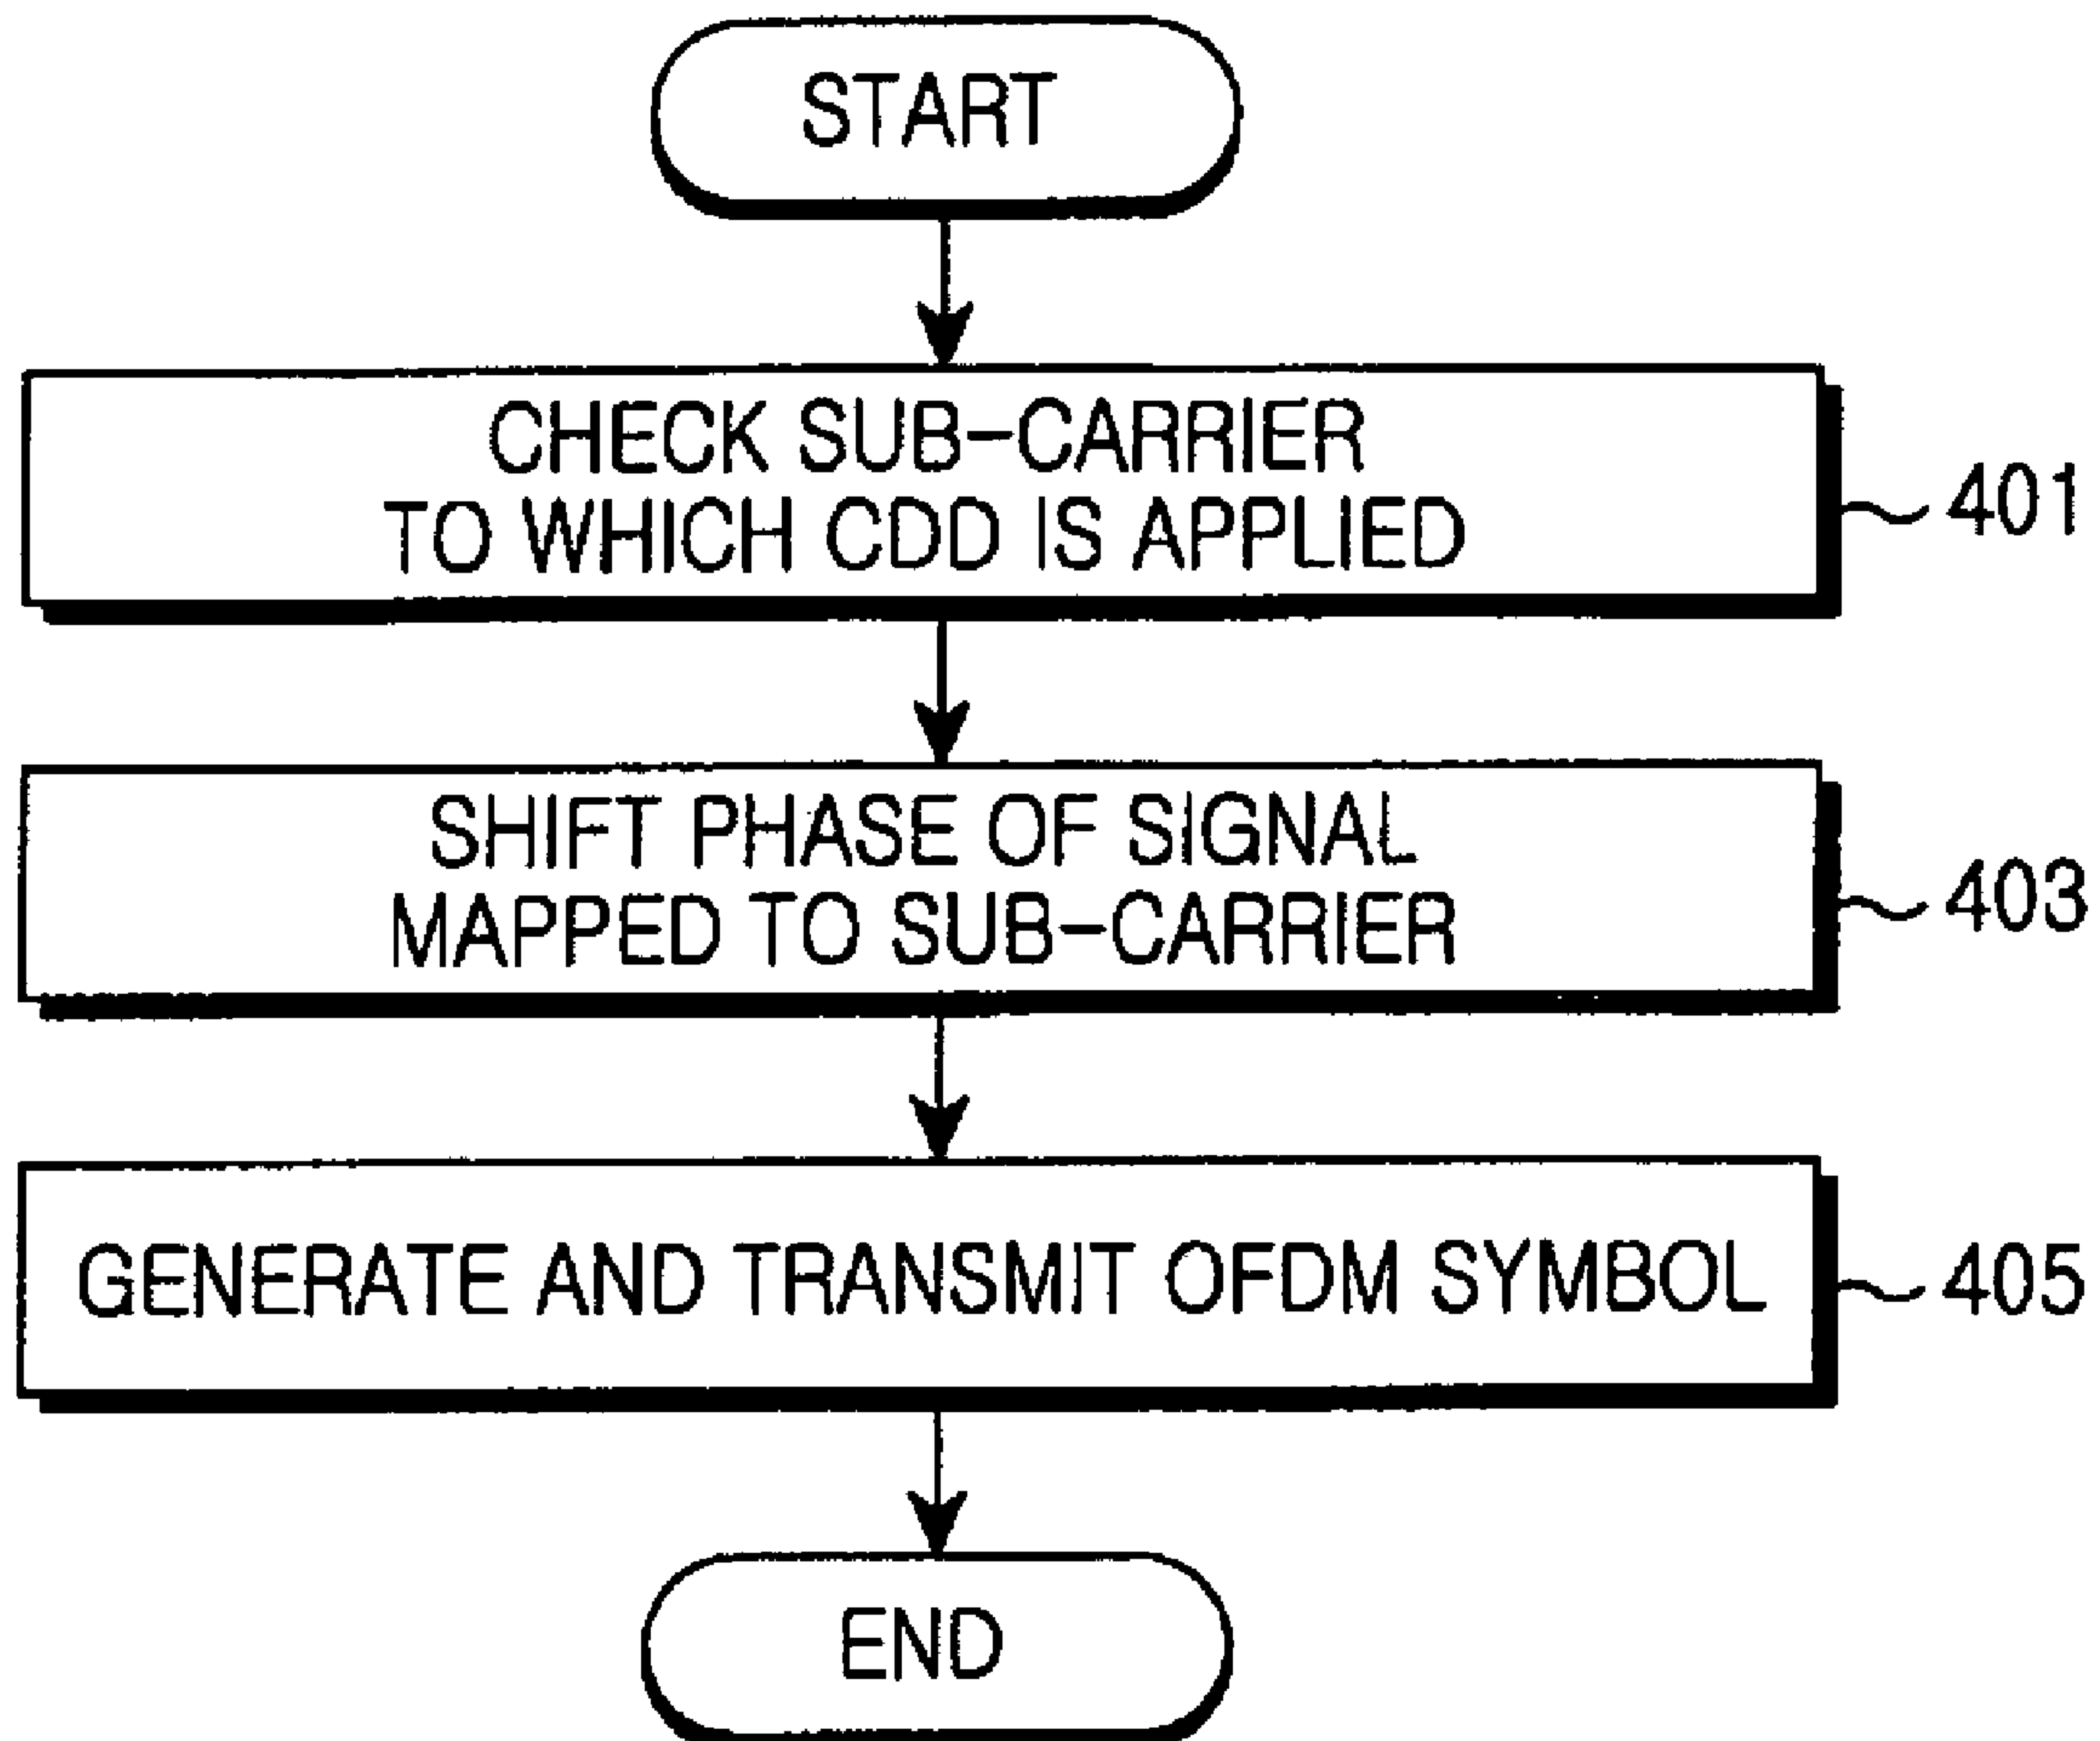 START
CHECK SUB-CARRIER
TO WHICH CDD IS APPLIED
401
SHIFT PHASE OF SIGNAL
MAPPED TO SUB-CARRIER
403
GENERATE AND TRANSMIT OFDM SYMBOL
405
END